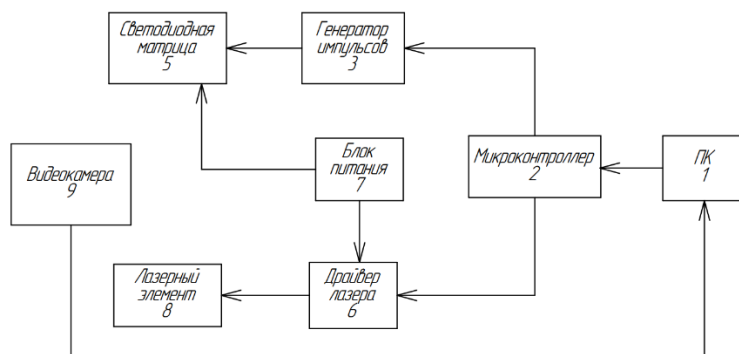 Светодиодная
матрица
5
Генератор
импульсов
3
Видеокамера
9
Блок
питания
7
Микроконтроллер
2
ПК
1
Лазерный
элемент
8
Драйвер
лазера
6